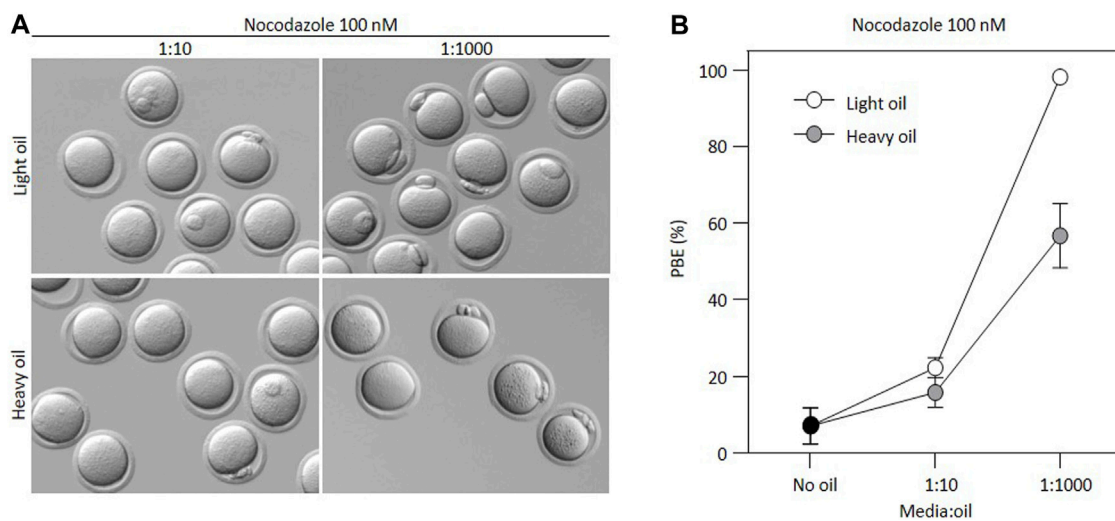 A
Nocodazole 100 nM
1:10
1:1000
Light oil
Heavy oil
B
Nocodazole 100 nM
PBE (%)
100
80
60
40
20
0
Light oil
Heavy oil
No oil
1:10
1:1000
Media:oil